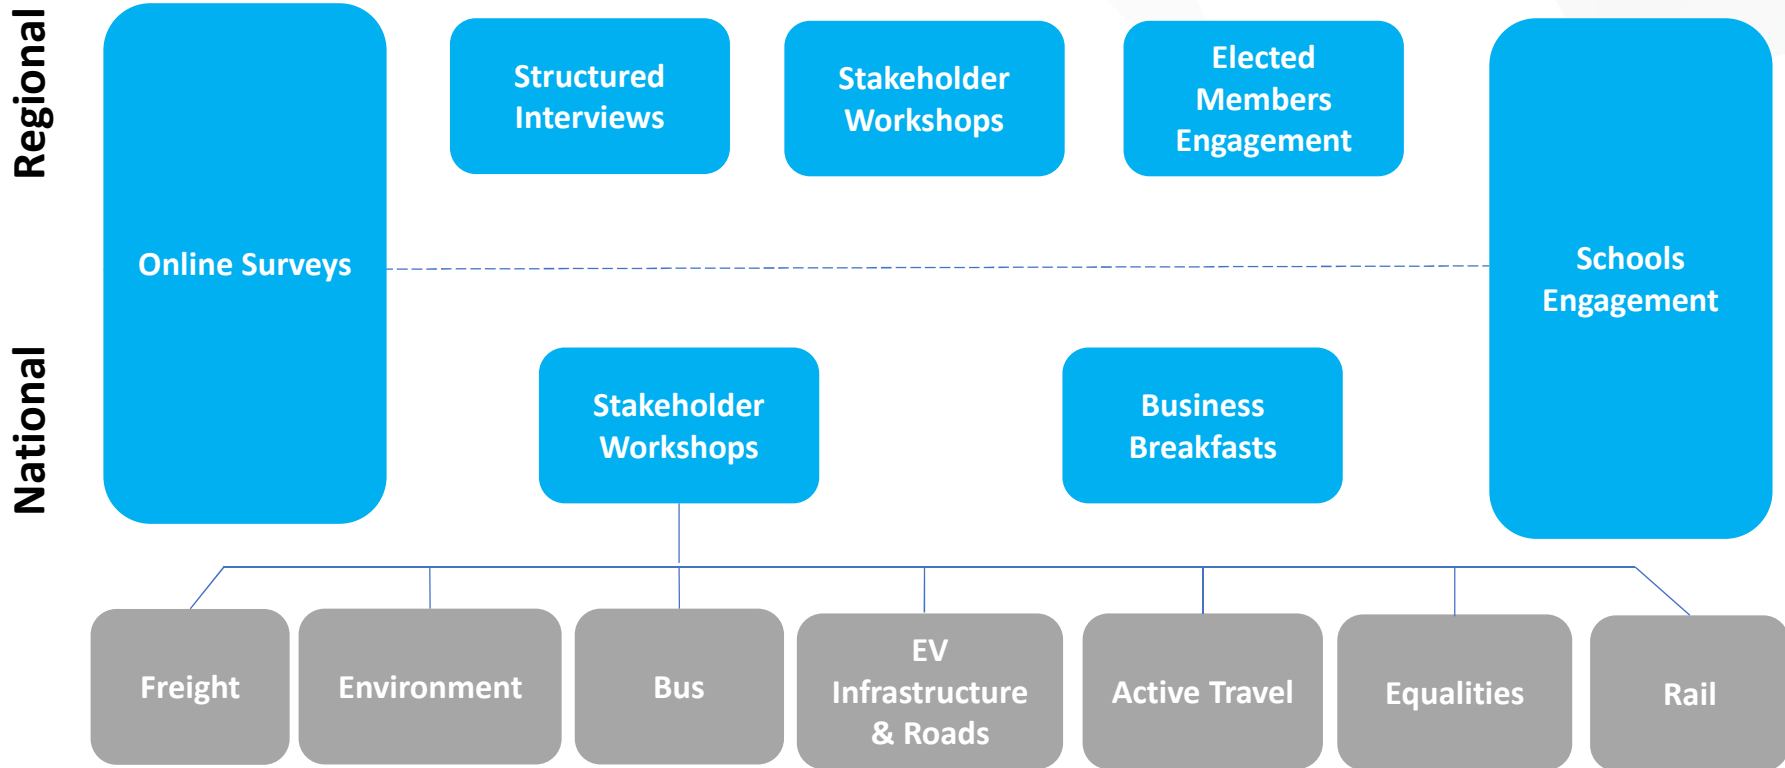 Regional
Structured
Interviews
Stakeholder
Workshops
Elected
Members
Engagement
Online Surveys
Schools
Engagement
National
Stakeholder
Workshops
Business
Breakfasts
Freight
Environment
Bus
EV
Infrastructure
& Roads
Active Travel
Equalities
Rail